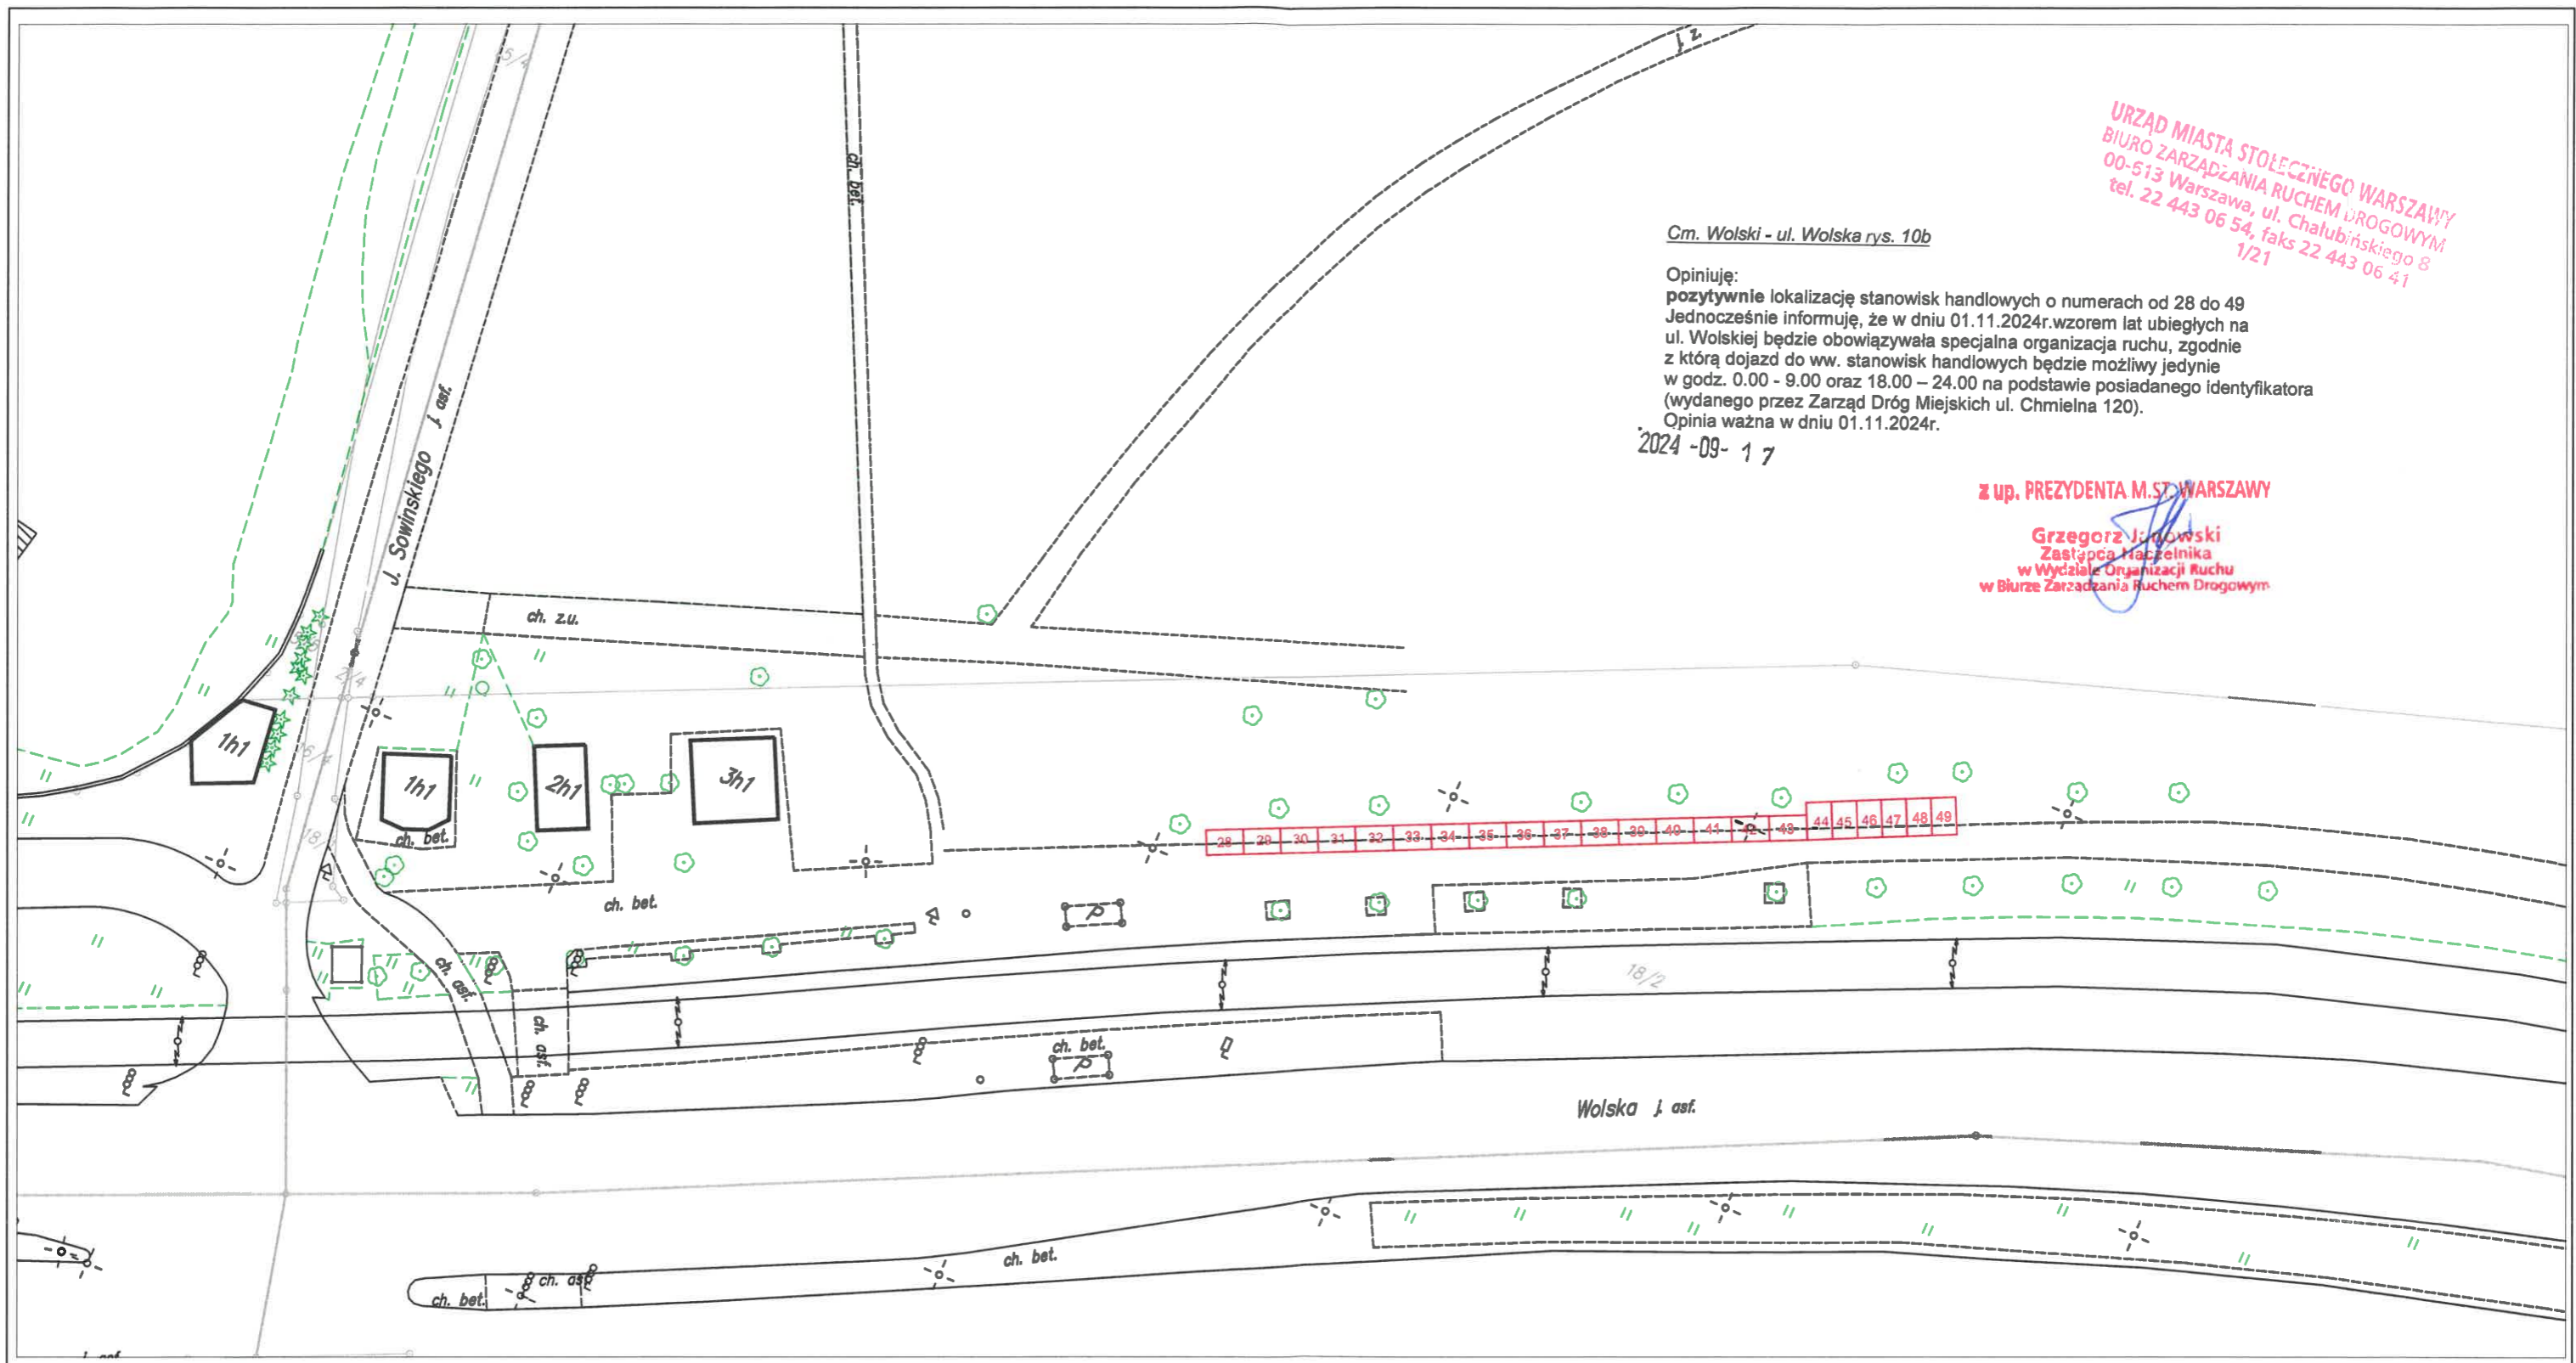 5/4
j. z.
ch. bet.
URZĄD MIASTA STOŁECZNEGO WARSZAWY
BIURO ZARZĄDZANIA RUCHEM DROGOWYM
00-513 Warszawa, ul. Chałubińskiego 8
tel. 22 443 06 54, faks 22 443 06 41
1/21
Cm. Wolski - ul. Wolska rys. 10b
Opiniuję:
pozytywnie lokalizację stanowisk handlowych o numerach od 28 do 49
Jednocześnie informuję, że w dniu 01.11.2024r.wzorem lat ubiegłych na
ul. Wolskiej będzie obowiązywała specjalna organizacja ruchu, zgodnie
z którą dojazd do ww. stanowisk handlowych będzie możliwy jedynie
w godz. 0.00 - 9.00 oraz 18.00 – 24.00 na podstawie posiadanego identyfikatora
(wydanego przez Zarząd Dróg Miejskich ul. Chmielna 120).
Opinia ważna w dniu 01.11.2024r.
2024 -09- 17
z up. PREZYDENTA M.ST. WARSZAWY
Grzegorz
Zastępca Naczelnika
w Wydziale Organizacji Ruchu
w Biurze Zarządzania Ruchem Drogowym
J. Sowinskiego j. asf.
ch. z.u.
2/4
1h1
1h1
2h1
3h1
ch. bet.
28 29 30 31 32 33 34 35 36 37 38 39 40 41 42 43 44 45 46 47 48 49
ch. bet.
P
ch. asf.
ch. asf.
18/2
ch. bet.
P
Wolska j. asf.
ch. bet.
ch. asf.
ch. bet.